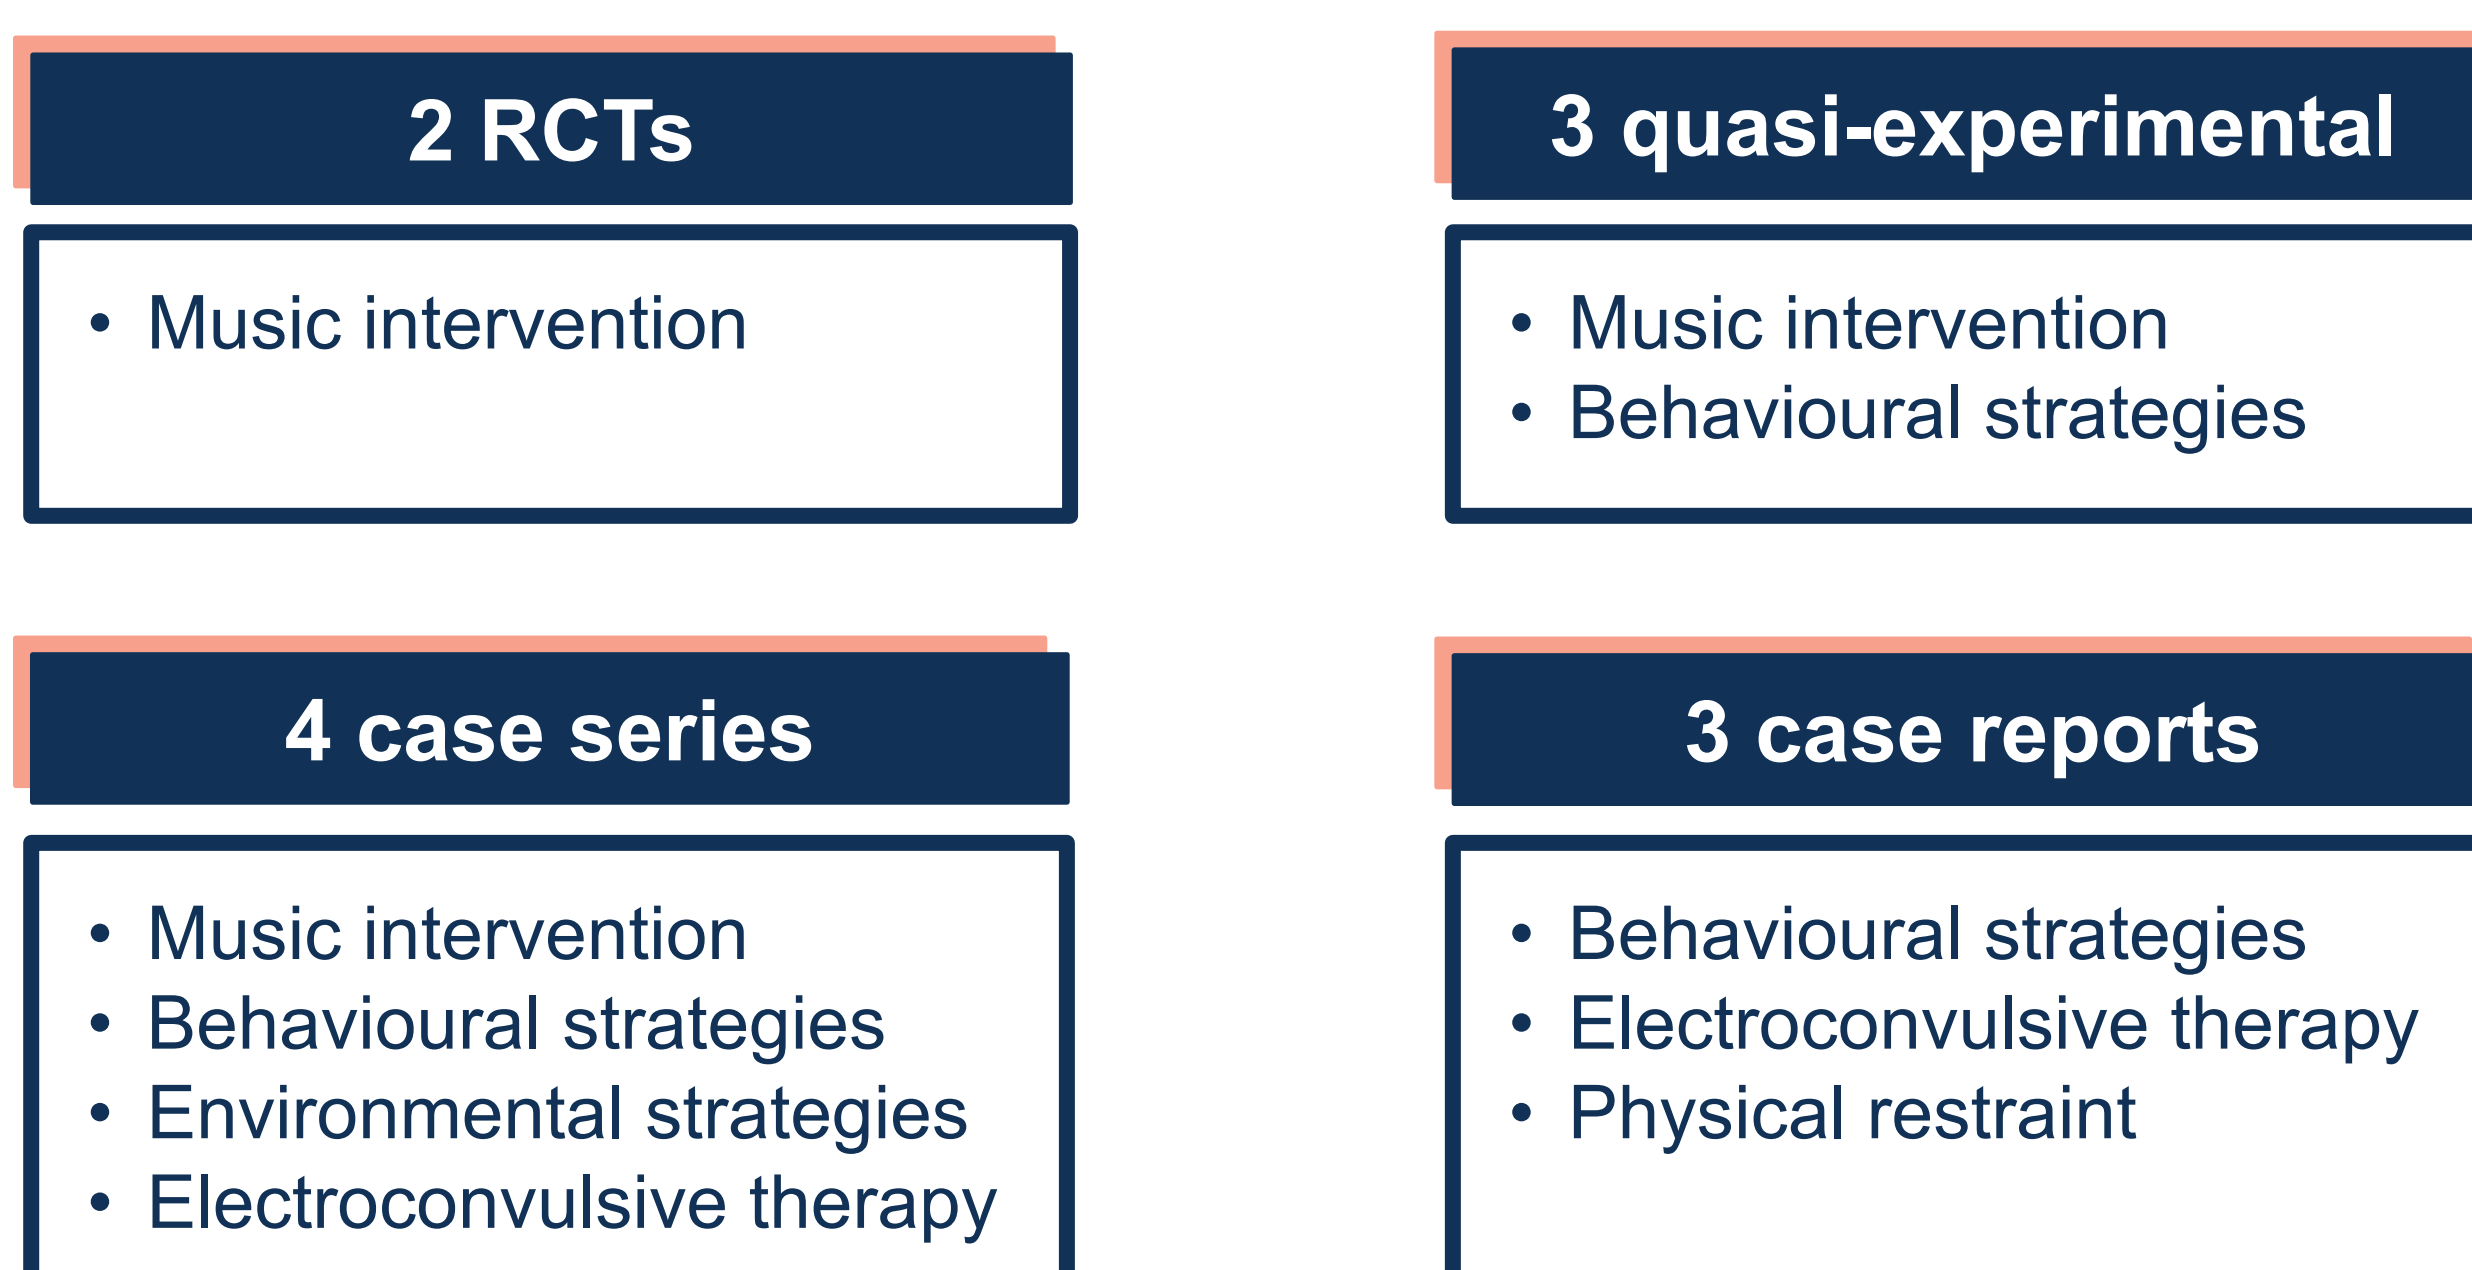 2 RCTs
• Music intervention
3 quasi-experimental
• Music intervention
• Behavioural strategies
4 case series
• Music intervention
• Behavioural strategies
• Environmental strategies
• Electroconvulsive therapy
3 case reports
• Behavioural strategies
• Electroconvulsive therapy
• Physical restraint